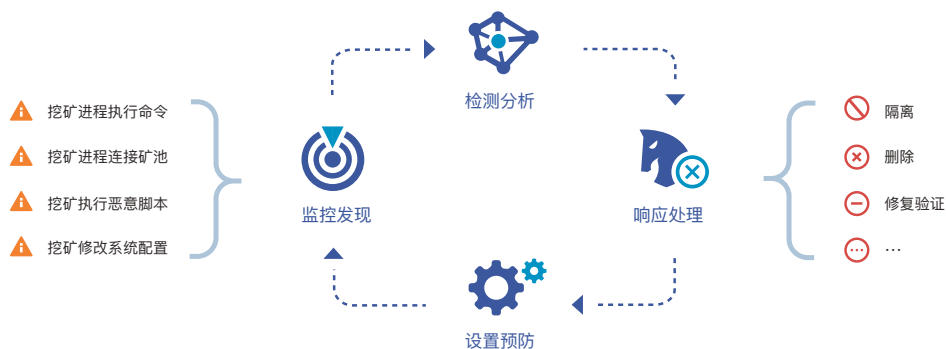 检测分析
挖矿进程执行命令
挖矿进程连接矿池
挖矿执行恶意脚本
挖矿修改系统配置
监控发现
响应处理
隔离
删除
修复验证
...
设置预防